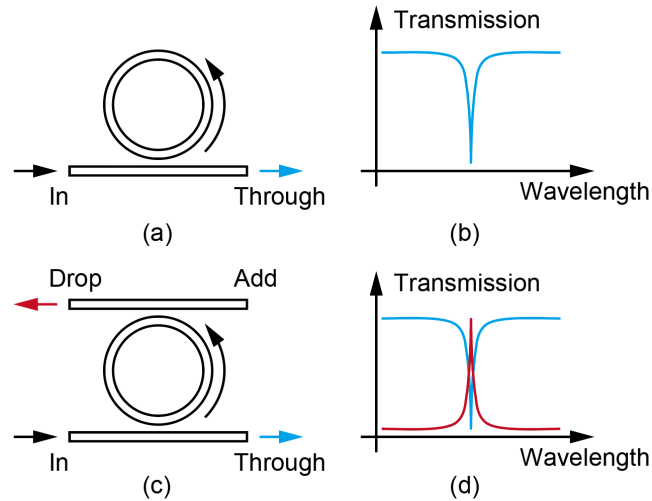 In
Through
(a)
Transmission
Wavelength
(b)
Drop
Add
In
Through
(c)
Transmission
Wavelength
(d)